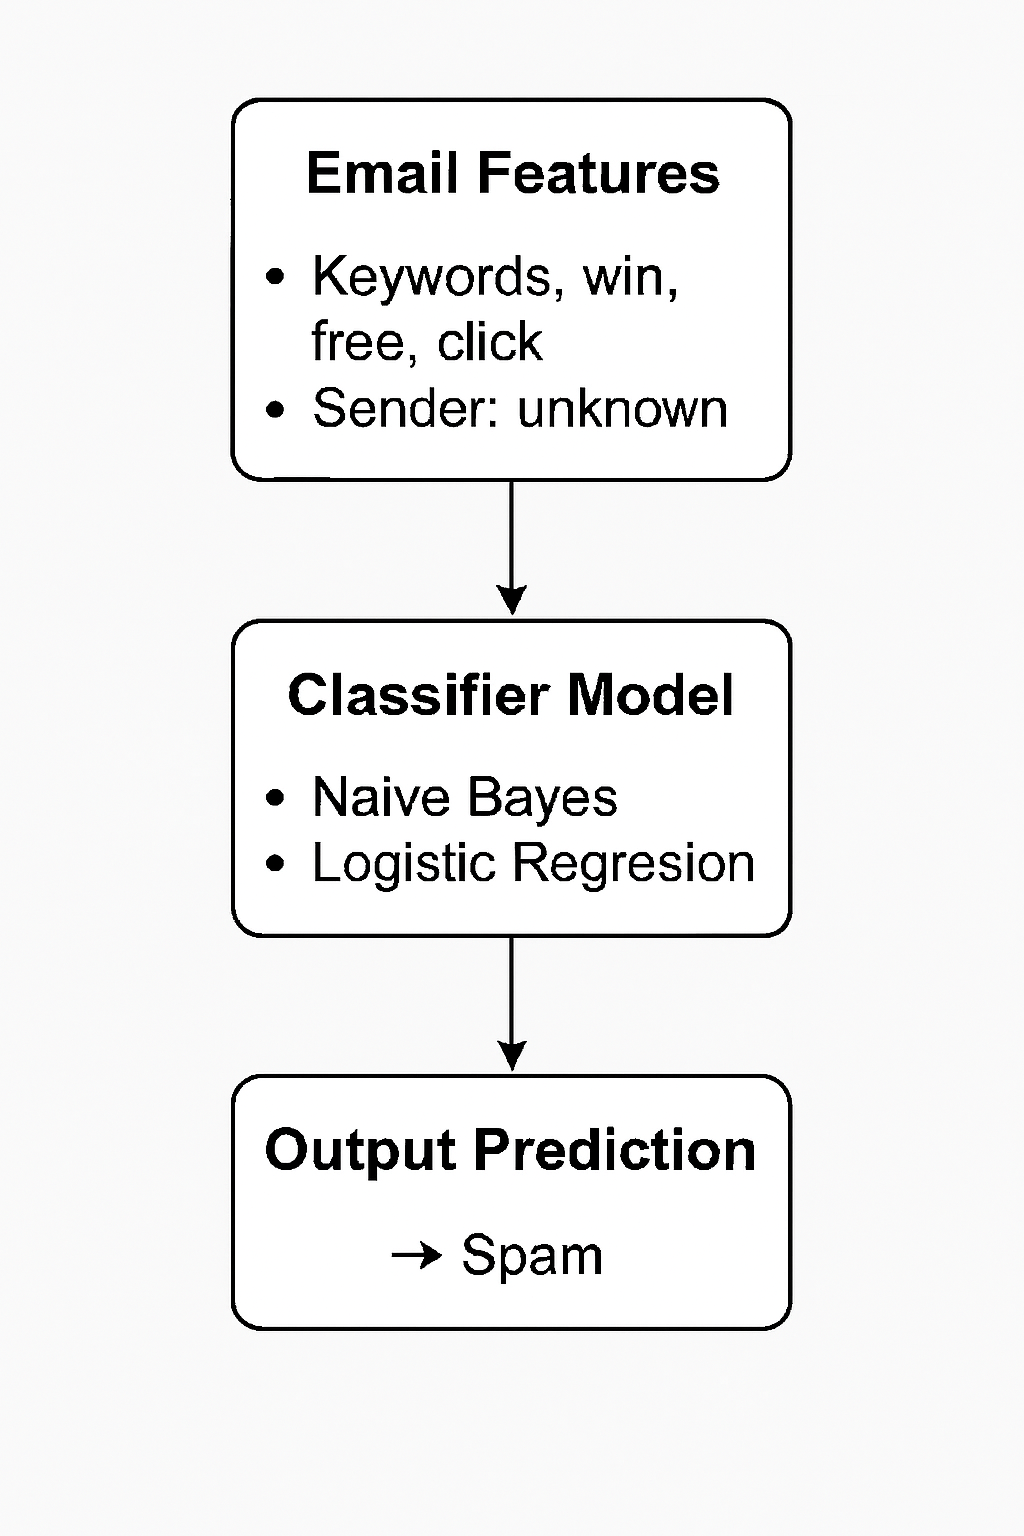 Email Features
• Keywords, win,
free, click
• Sender: unknown
Classifier Model
• Naive Bayes
• Logistic Regresion
Output Prediction
→ Spam